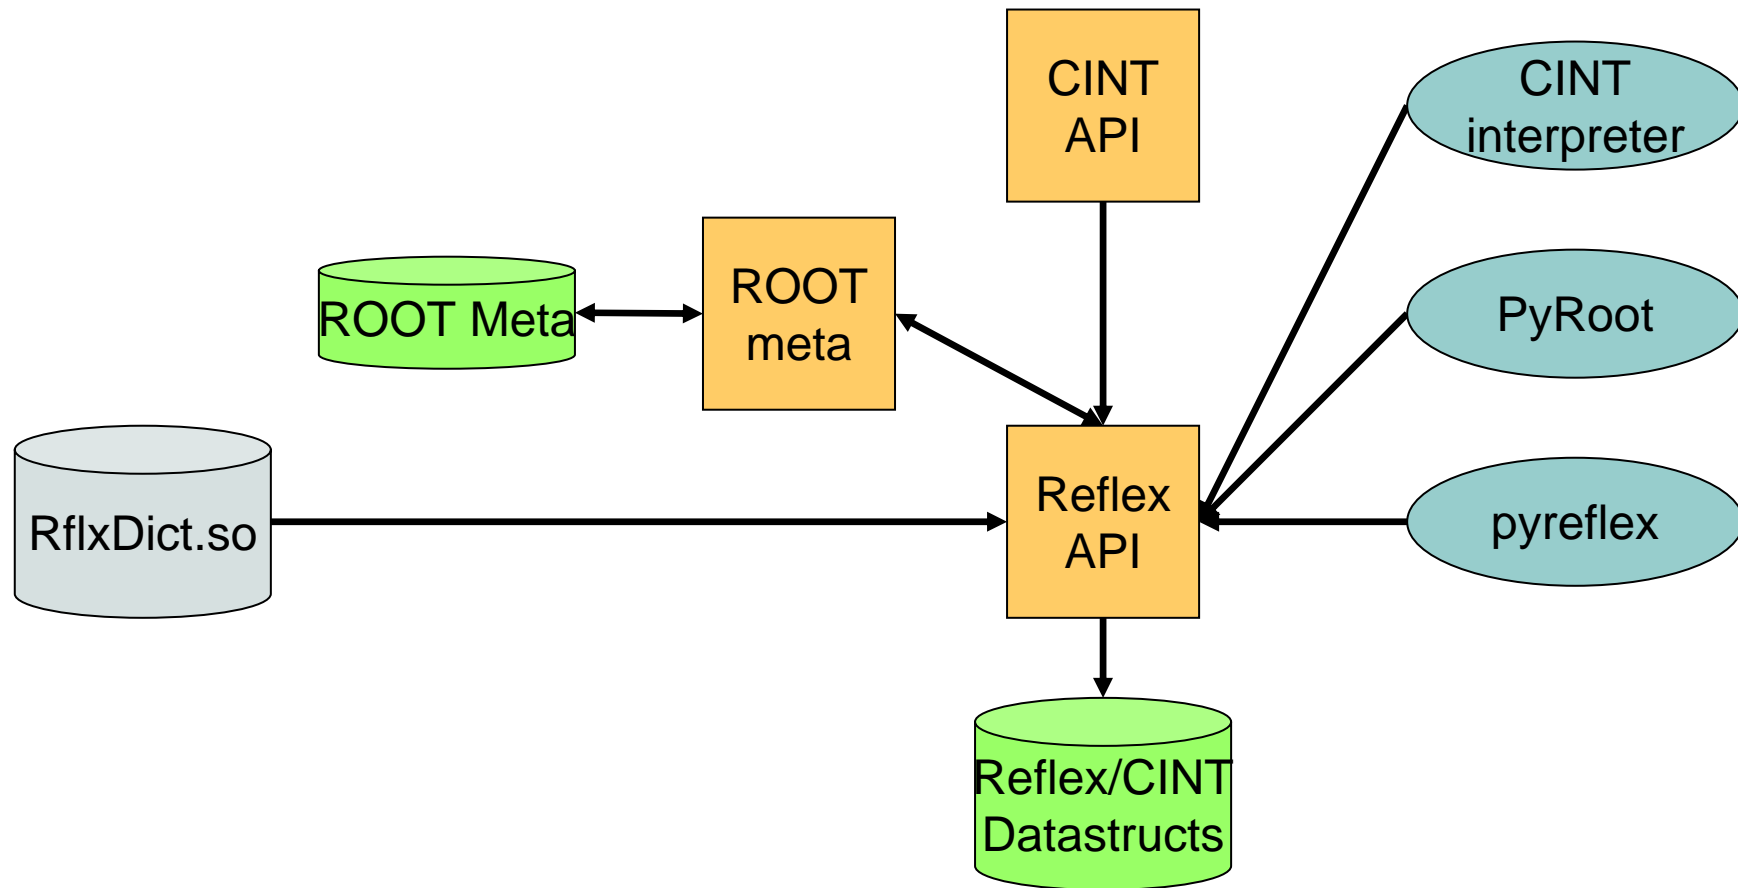 CINT
API
CINT
interpreter
ROOT
meta
ROOT Meta
PyRoot
Reflex
API
RflxDict.so
pyreflex
Reflex/CINT
Datastructs